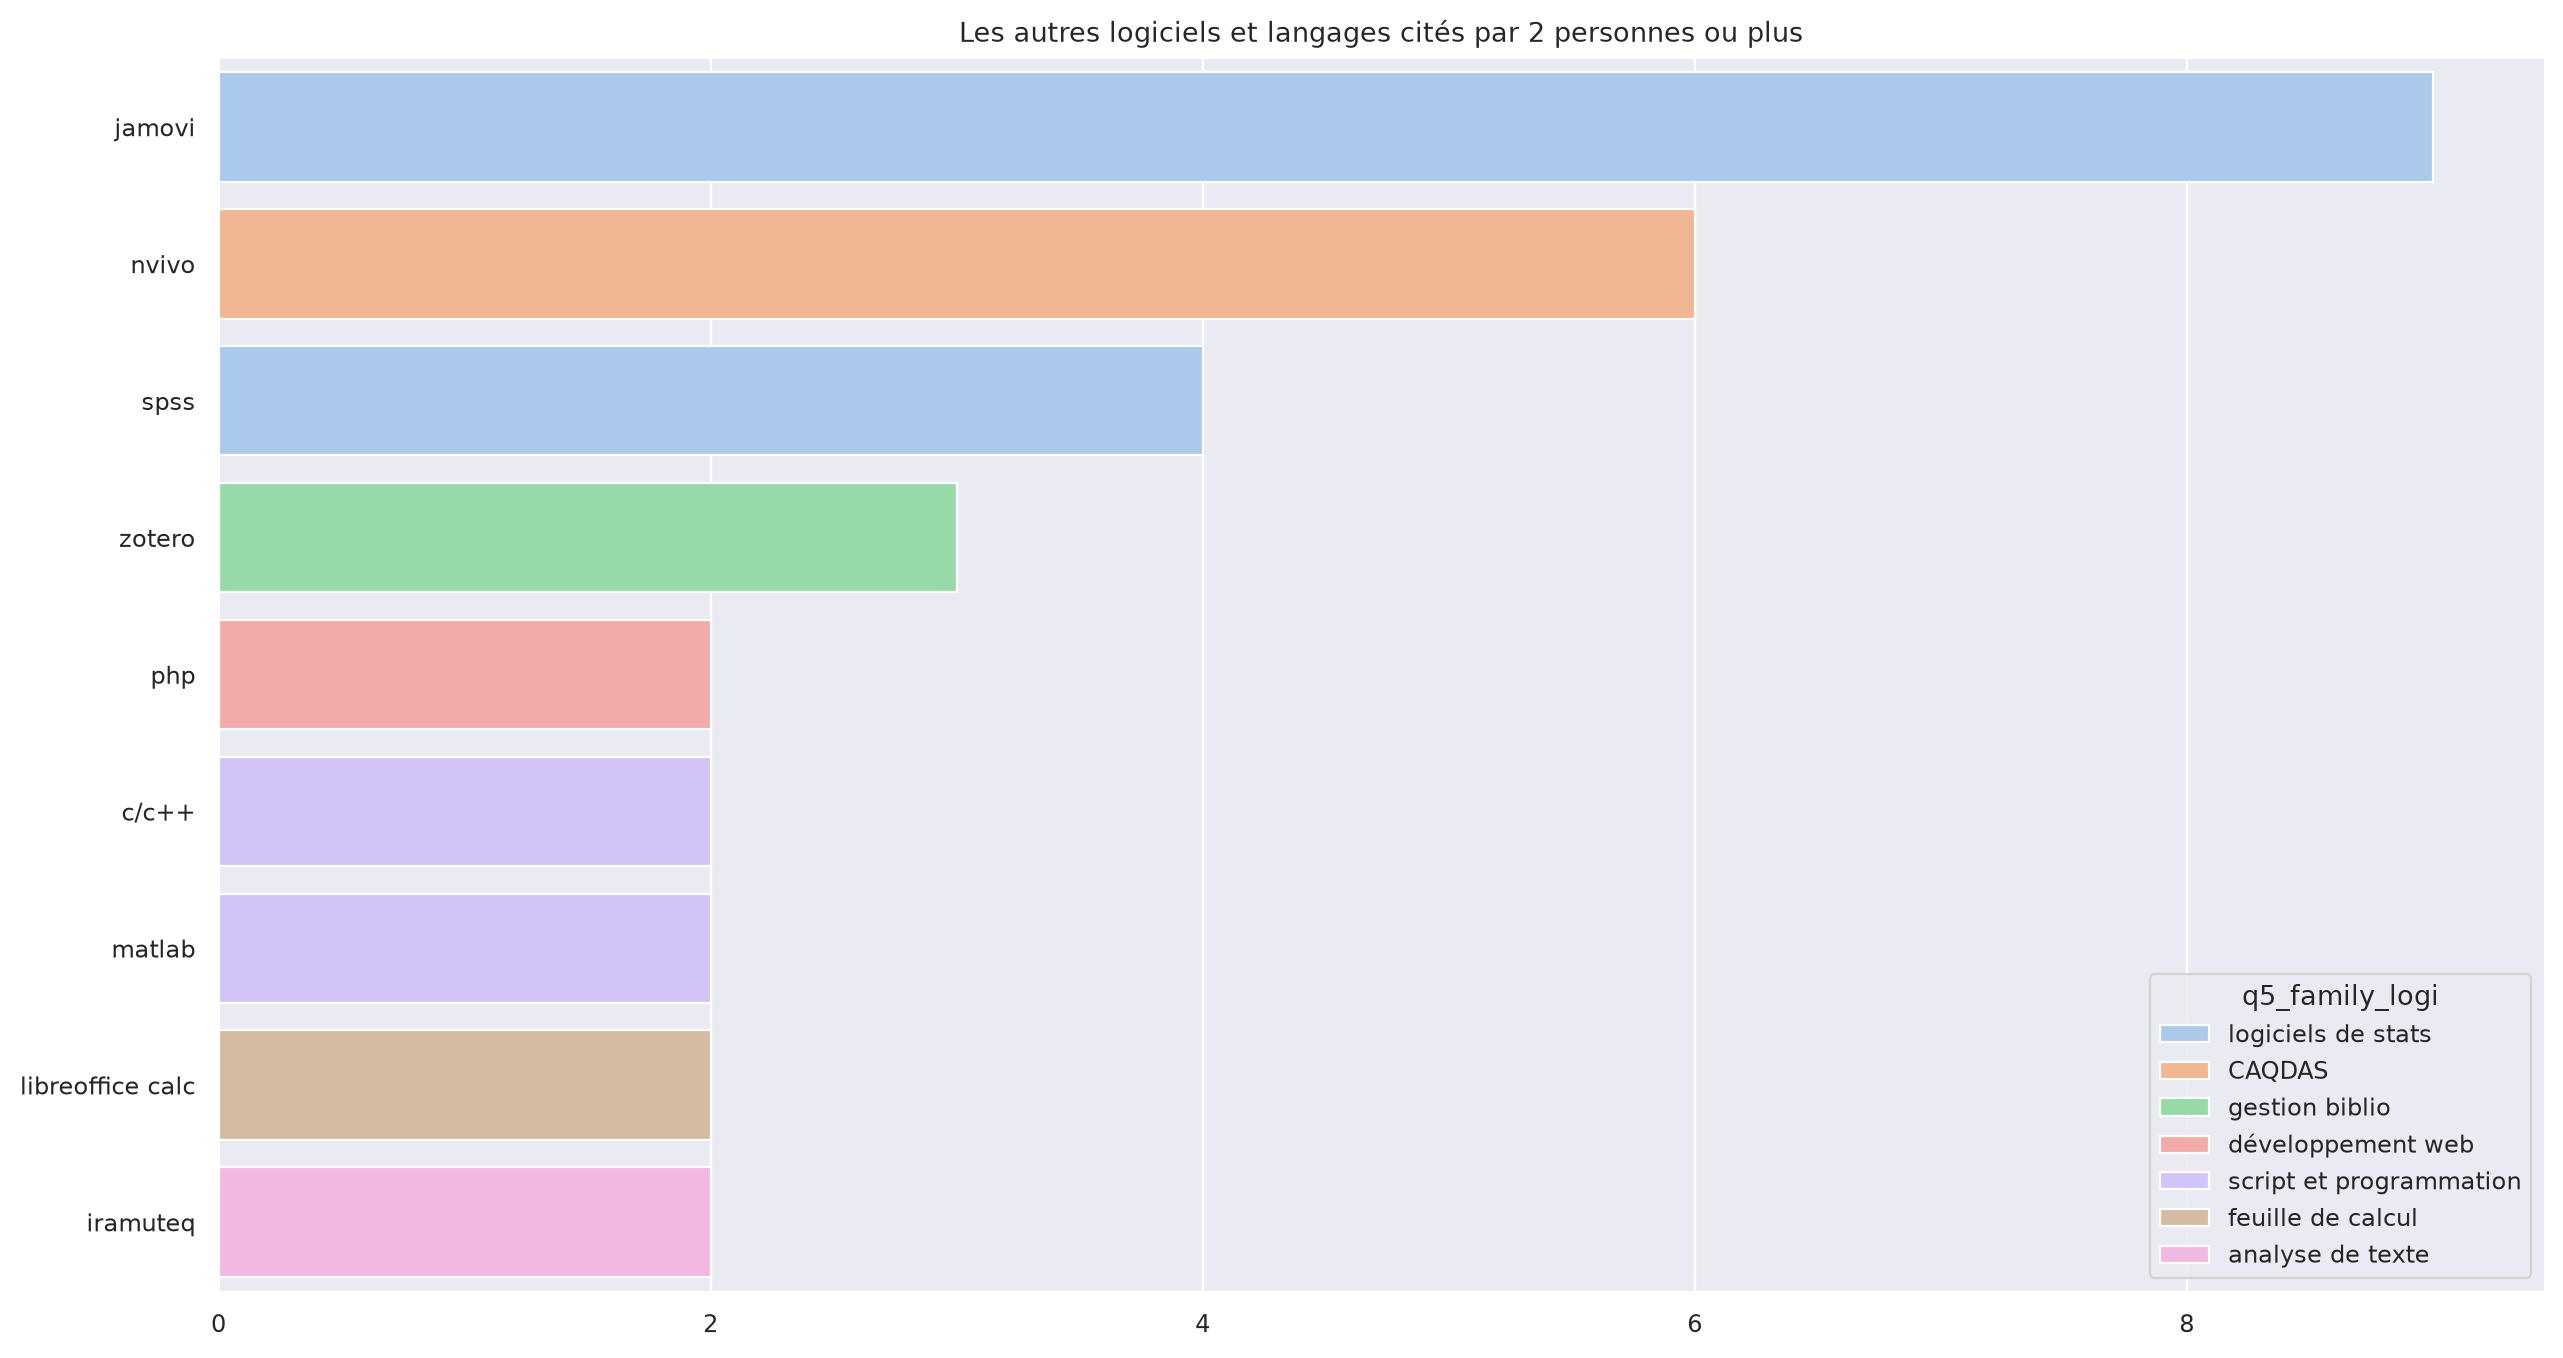 Les autres logiciels et langages cités par 2 personnes ou plus
jamovi
nvivo
spss
zotero
php
c/c++
matlab
libreoffice calc
iramuteq
0 2 4 6 8
q5_family_logi
logiciels de stats
CAQDAS
gestion biblio
développement web
script et programmation
feuille de calcul
analyse de texte